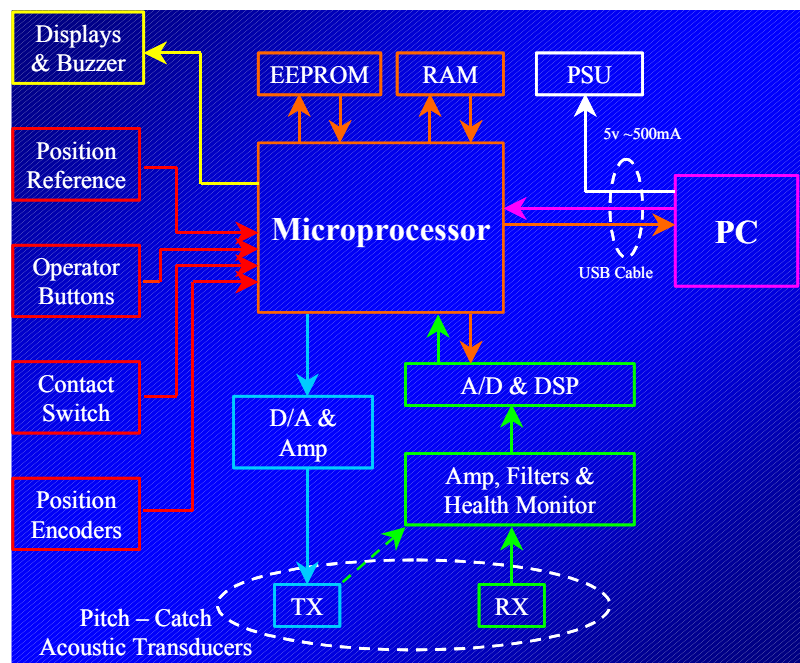 Displays
& Buzzer
EEPROM
RAM
PSU
5v ~500mA
Position
Reference
Microprocessor
PC
Operator
Buttons
USB Cable
Contact
Switch
A/D & DSP
D/A &
Amp
Amp, Filters &
Health Monitor
Position
Encoders
TX
RX
Pitch – Catch
Acoustic Transducers